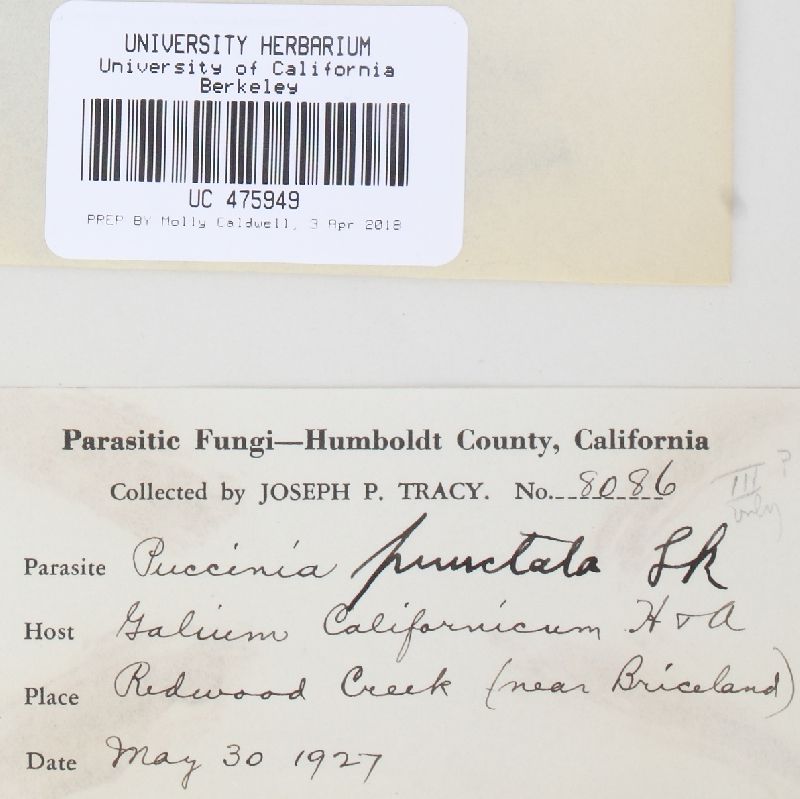 UNIVERSITY HERBARIUM
University of California
Berkeley
UC 475949
PREP BY Molly Caldwell, 3 Apr 2018
Parasitic Fungi—Humboldt County, California
Collected by JOSEPH P. TRACY. No. 8086
III ?
only
Parasite Puccinia punctata Lk
Host Galium Californicum H & A
Place Redwood Creek (near Briceland)
Date May 30 1927